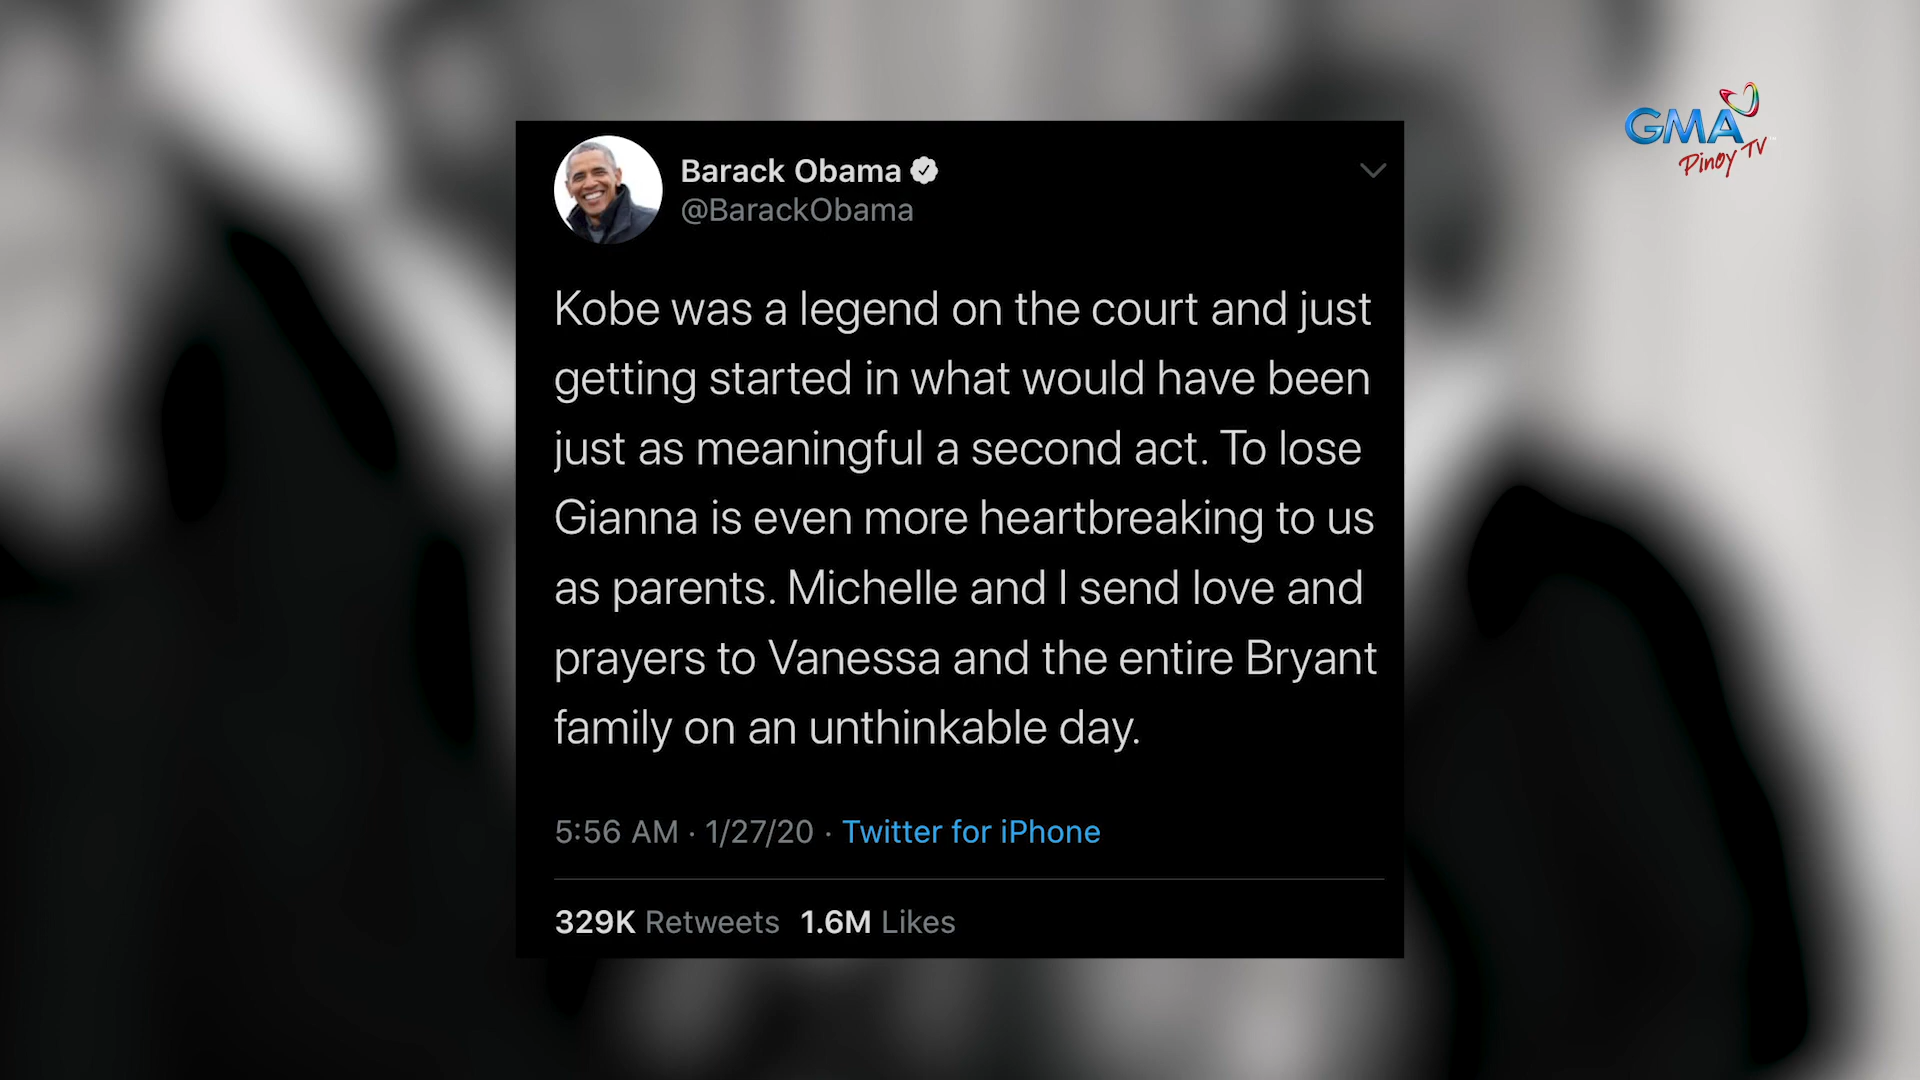 GMA
Pinoy TV
Barack Obama
@BarackObama
Kobe was a legend on the court and just
getting started in what would have been
just as meaningful a second act. To lose
Gianna is even more heartbreaking to us
as parents. Michelle and I send love and
prayers to Vanessa and the entire Bryant
family on an unthinkable day.
5:56 AM · 1/27/20 · Twitter for iPhone
329K Retweets 1.6M Likes